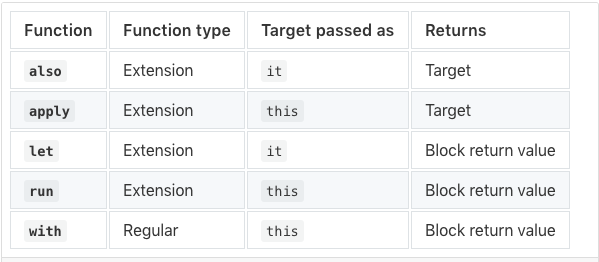 Function Function type Target passed as Returns
also Extension it Target
apply Extension this Target
let Extension it Block return value
run Extension this Block return value
with Regular this Block return value